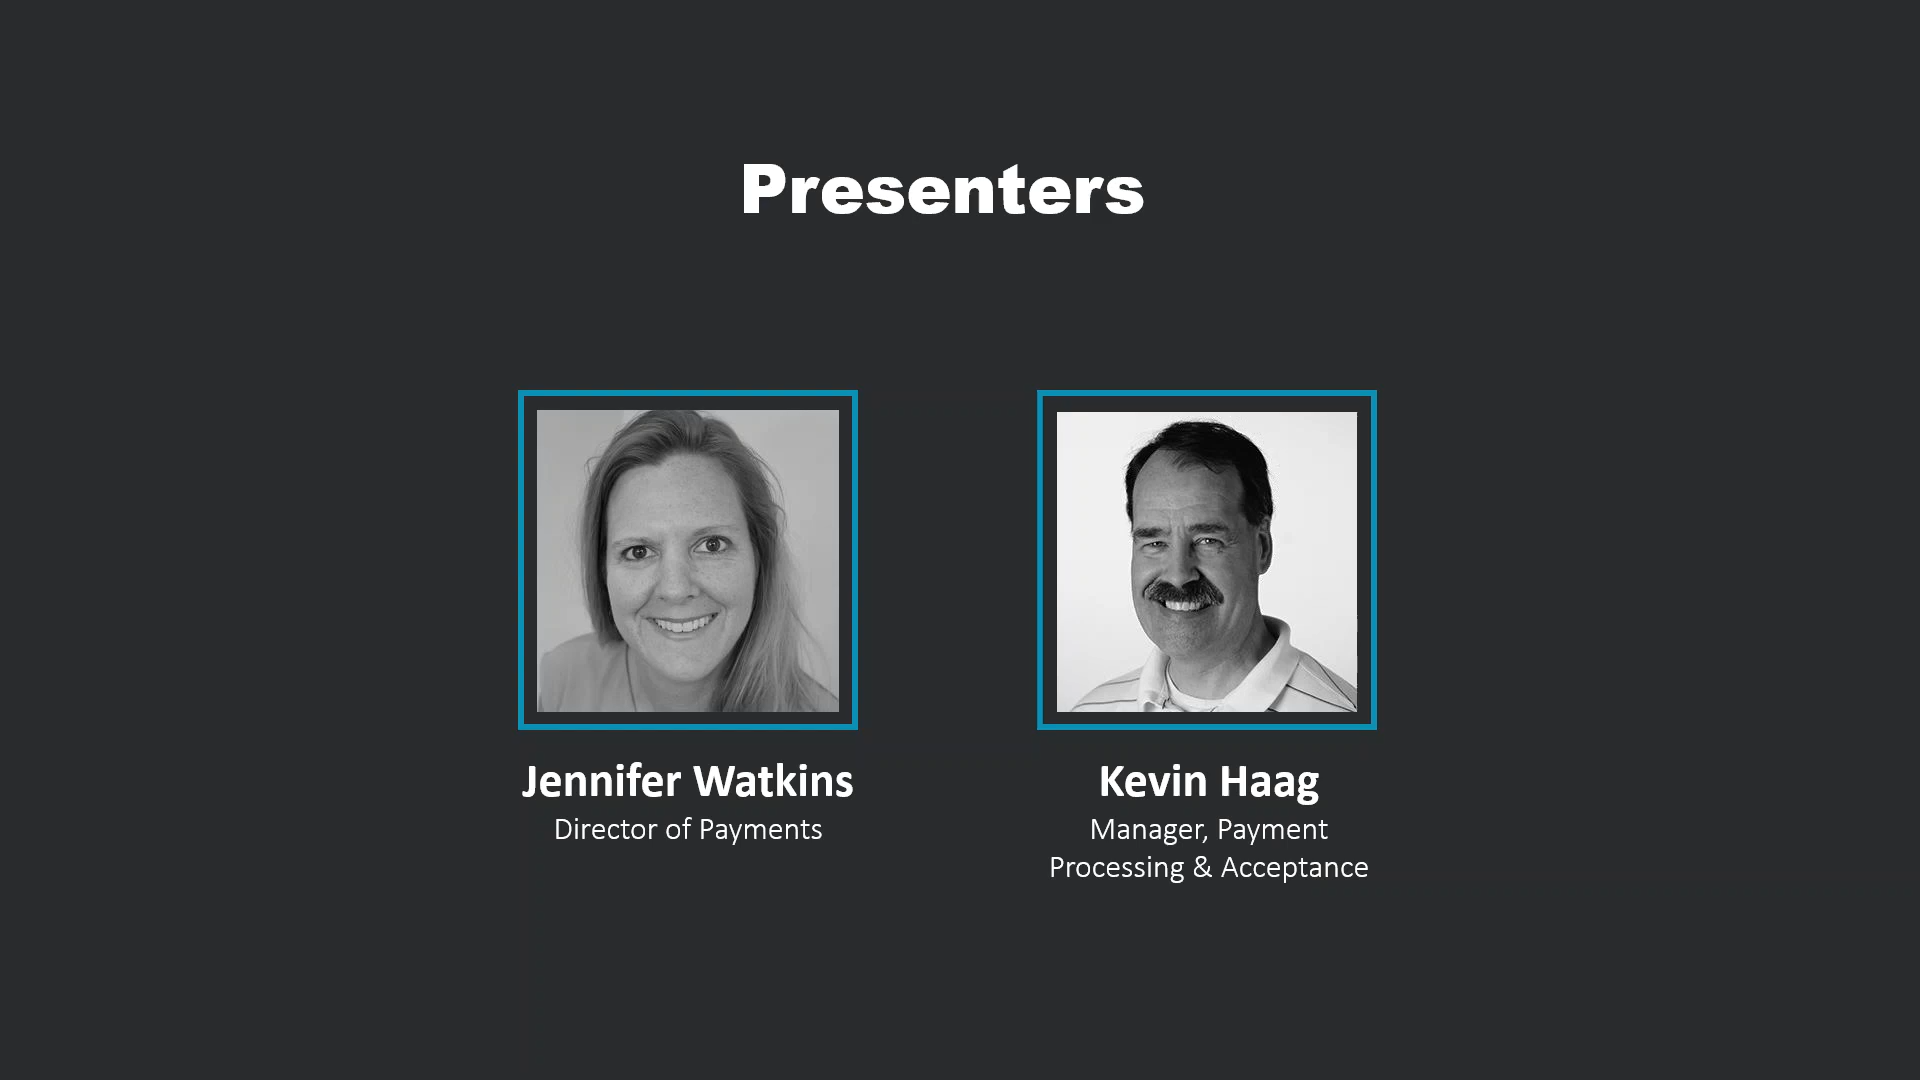 Presenters
Jennifer Watkins
Director of Payments
Kevin Haag
Manager, Payment
Processing & Acceptance